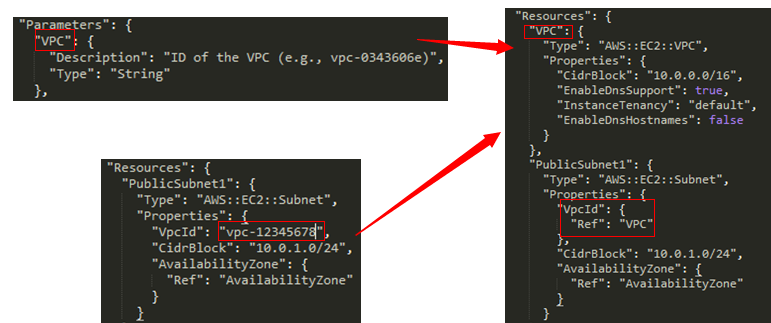 "Parameters": {
"VPC": {
"Description": "ID of the VPC (e.g., vpc-0343606e)",
"Type": "String"
},
"Resources": {
"PublicSubnet1": {
"Type": "AWS::EC2::Subnet",
"Properties": {
"VpcId": "vpc-12345678",
"CidrBlock": "10.0.1.0/24",
"AvailabilityZone": {
"Ref": "AvailabilityZone"
}
}
"Resources": {
"VPC": {
"Type": "AWS::EC2::VPC",
"Properties": {
"CidrBlock": "10.0.0.0/16",
"EnableDnsSupport": true,
"InstanceTenancy": "default",
"EnableDnsHostnames": false
}
},
"PublicSubnet1": {
"Type": "AWS::EC2::Subnet",
"Properties": {
"VpcId": {
"Ref": "VPC"
},
"CidrBlock": "10.0.1.0/24",
"AvailabilityZone": {
"Ref": "AvailabilityZone"
}
}
}